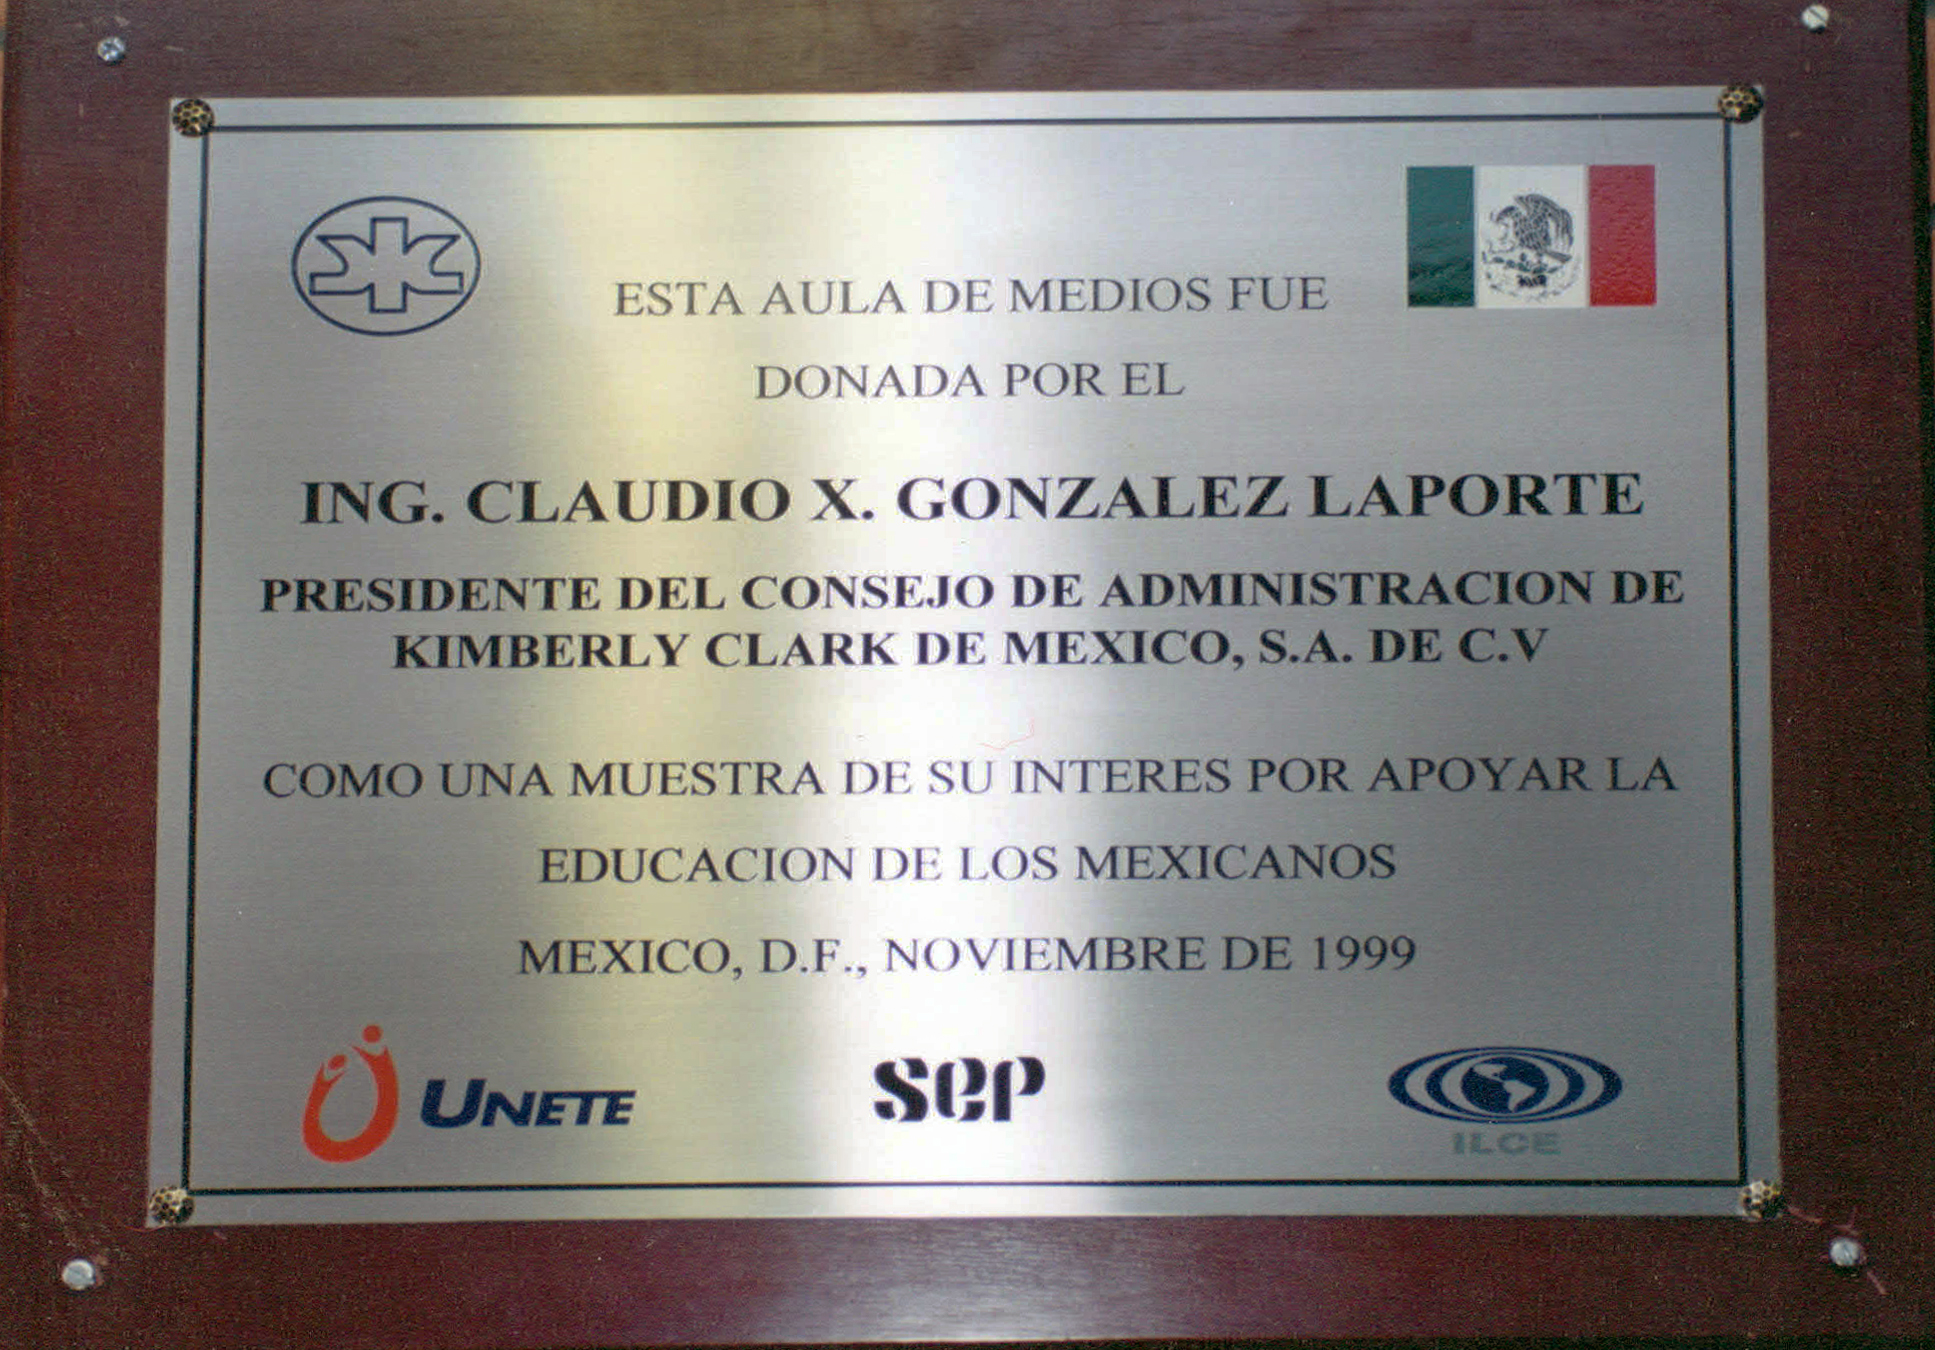 ESTA AULA DE MEDIOS FUE
DONADA POR EL
ING. CLAUDIO X. GONZALEZ LAPORTE
PRESIDENTE DEL CONSEJO DE ADMINISTRACION DE
KIMBERLY CLARK DE MEXICO, S.A. DE C.V
COMO UNA MUESTRA DE SU INTERES POR APOYAR LA
EDUCACION DE LOS MEXICANOS
MEXICO, D.F., NOVIEMBRE DE 1999
UNETE
SEP
ILCE